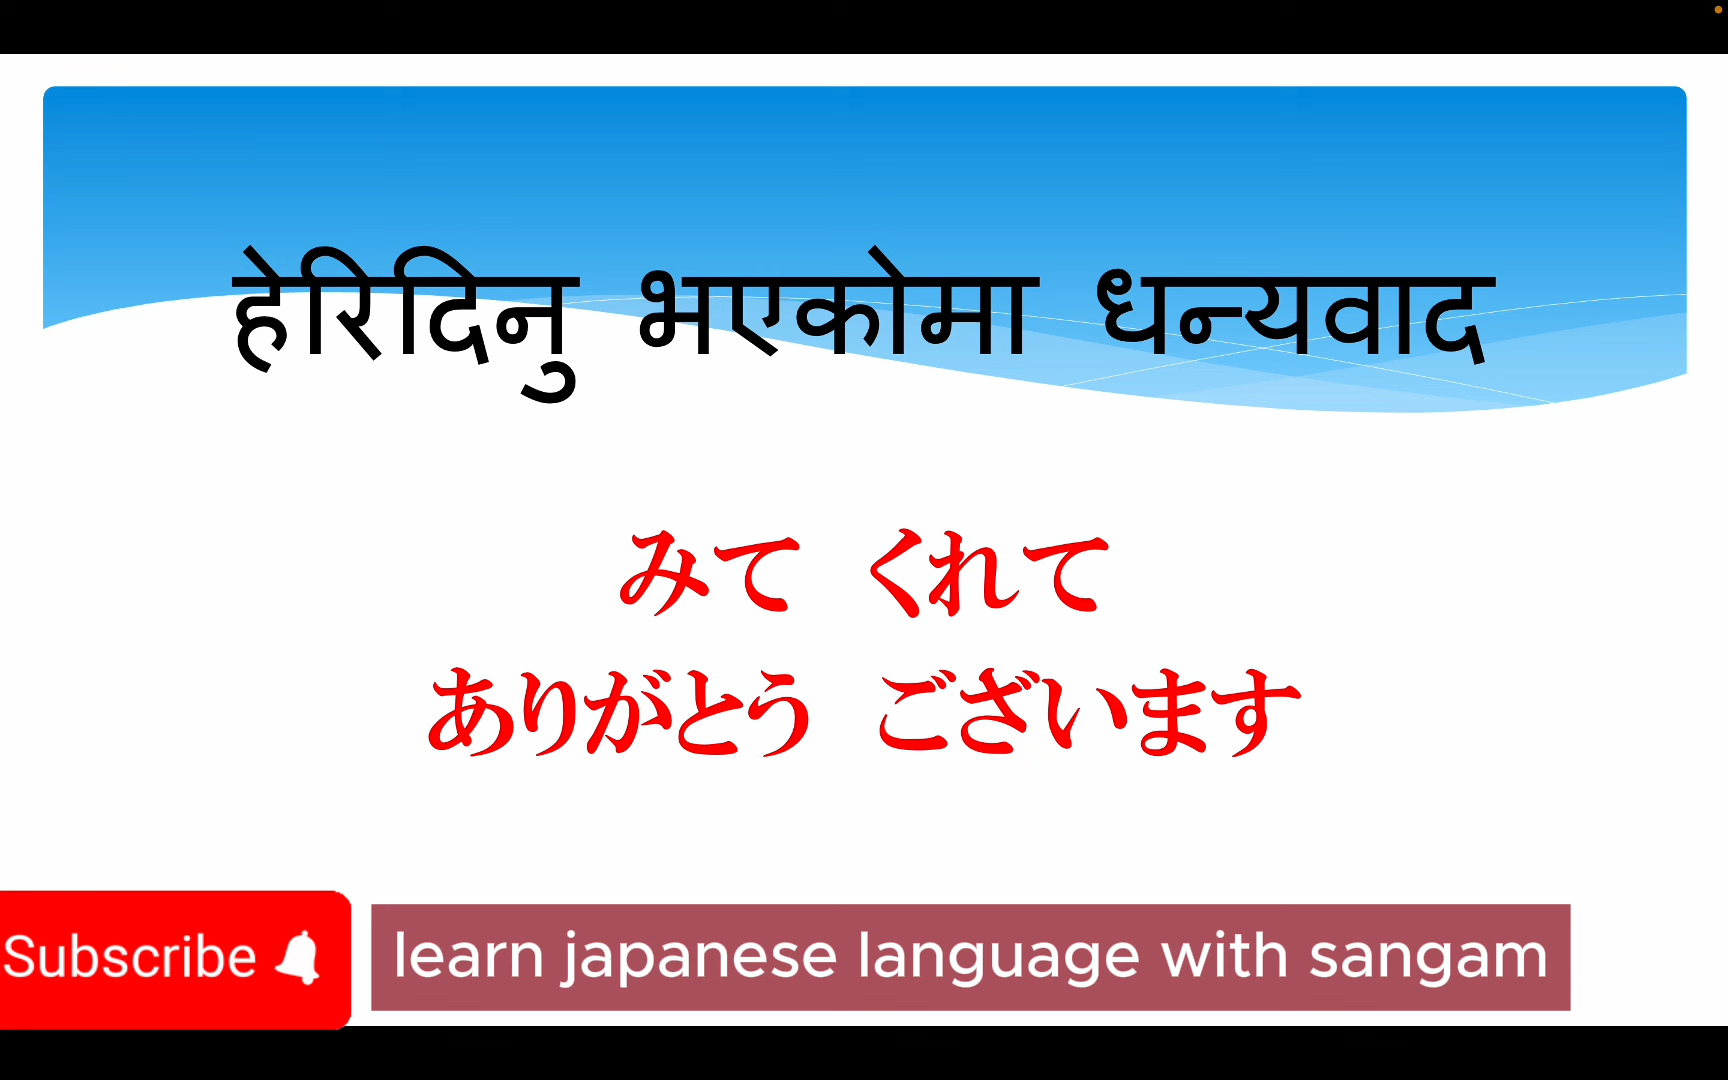 हेरिदिनु भएकोमा धन्यवाद
みて くれて
ありがとう ございます
Subscribe
learn japanese language with sangam